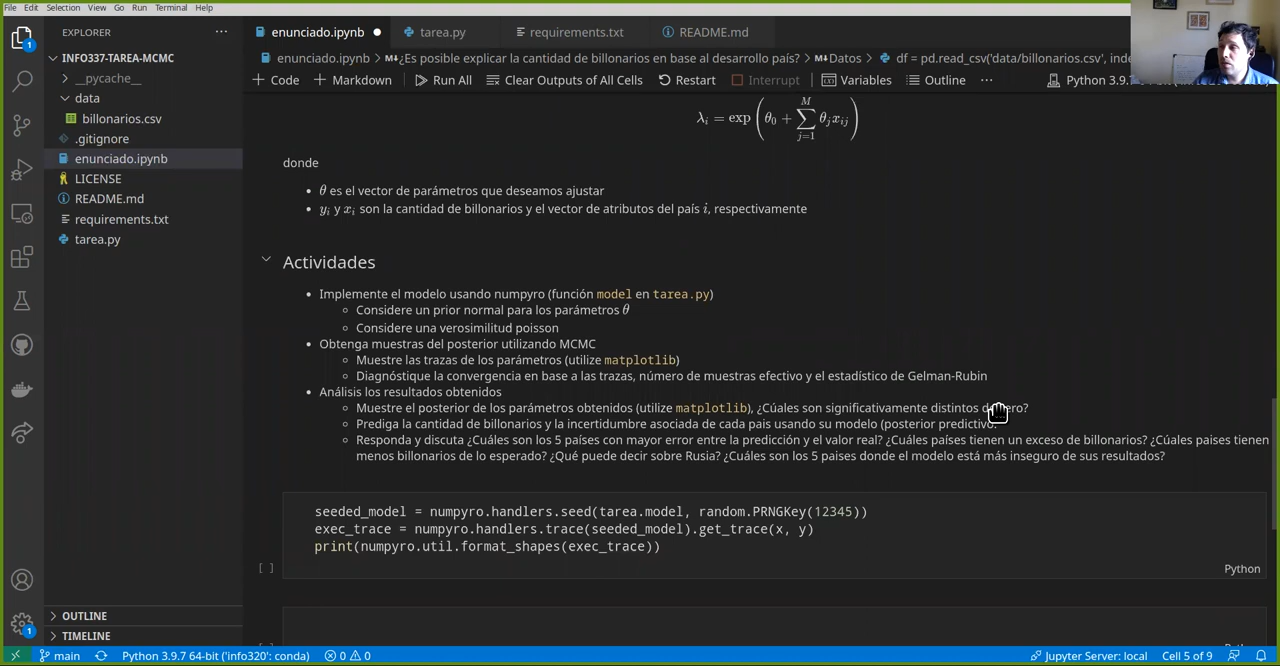 File Edit Selection View Go Run Terminal Help
EXPLORER
enunciado.ipynb
tarea.py
requirements.txt
README.md
INFO337-TAREA-MCMC
__pycache__
data
billonarios.csv
.gitignore
enunciado.ipynb
LICENSE
README.md
requirements.txt
tarea.py
OUTLINE
TIMELINE
enunciado.ipynb > M↓¿Es posible explicar la cantidad de billonarios en base al desarrollo país? > M↓Datos > df = pd.read_csv('data/billonarios.csv', inde
+ Code + Markdown Run All Clear Outputs of All Cells Restart Interrupt Variables Outline ··· Python 3.9.7
λi = exp(θ0 + ∑j=1M θjxij)
donde
• θ es el vector de parámetros que deseamos ajustar
• yi y xi son la cantidad de billonarios y el vector de atributos del país i, respectivamente
Actividades
• Implemente el modelo usando numpyro (función model en tarea.py)
◦ Considere un prior normal para los parámetros θ
◦ Considere una verosimilitud poisson
• Obtenga muestras del posterior utilizando MCMC
◦ Muestre las trazas de los parámetros (utilize matplotlib)
◦ Diagnóstique la convergencia en base a las trazas, número de muestras efectivo y el estadístico de Gelman-Rubin
• Análisis los resultados obtenidos
◦ Muestre el posterior de los parámetros obtenidos (utilize matplotlib), ¿Cúales son significativamente distintos ero?
◦ Prediga la cantidad de billonarios y la incertidumbre asociada de cada pais usando su modelo (posterior predictivo
◦ Responda y discuta ¿Cúales son los 5 países con mayor error entre la predicción y el valor real? ¿Cuáles países tienen un exceso de billonarios? ¿Cúales paises tienen
menos billonarios de lo esperado? ¿Qué puede decir sobre Rusia? ¿Cuáles son los 5 paises donde el modelo está más inseguro de sus resultados?
seeded_model = numpyro.handlers.seed(tarea.model, random.PRNGKey(12345))
exec_trace = numpyro.handlers.trace(seeded_model).get_trace(x, y)
print(numpyro.util.format_shapes(exec_trace))
[ ]
Python
1
1
main Python 3.9.7 64-bit ('info320': conda) 0 0 Jupyter Server: local Cell 5 of 9